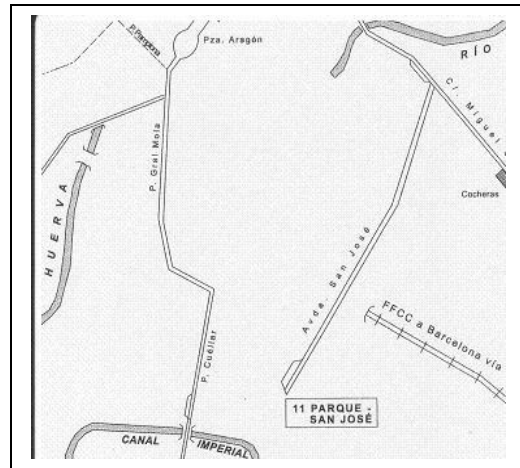 P. Pamplona
Pza. Aragón
RÍO
C/. Miguel
P. Gral Mola
Cocheras
HUERVA
Avda. San José
FFCC a Barcelona vía
P. Cuéllar
11 PARQUE -
SAN JOSÉ
CANAL
IMPERIAL